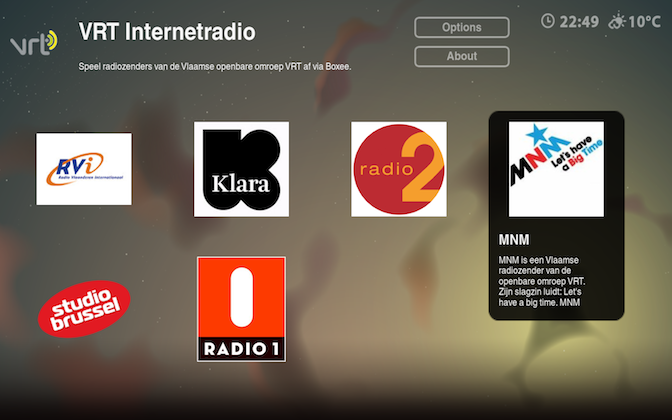 vrt
VRT Internetradio
Speel radiozenders van de Vlaamse openbare omroep VRT af via Boxee.
Options
About
22:49
10°C
RVi
Radio Vlaanderen Internationaal
Klara
radio 2
MNM
Let's have
a Big Time
MNM
MNM is een Vlaamse
radiozender van de
openbare omroep VRT.
Zijn slagzin luidt: Let's
have a big time. MNM
studio
brussel
RADIO 1